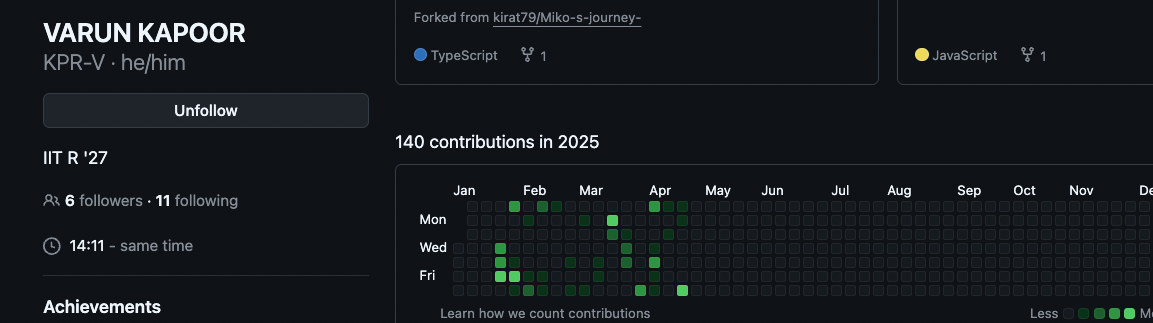 VARUN KAPOOR
KPR-V · he/him
Unfollow
IIT R '27
6 followers · 11 following
14:11 - same time
Achievements
Forked from kirat79/Miko-s-journey-
TypeScript 1
JavaScript 1
140 contributions in 2025
Jan Feb Mar Apr May Jun Jul Aug Sep Oct Nov De
Mon
Wed
Fri
Learn how we count contributions
Less Mo